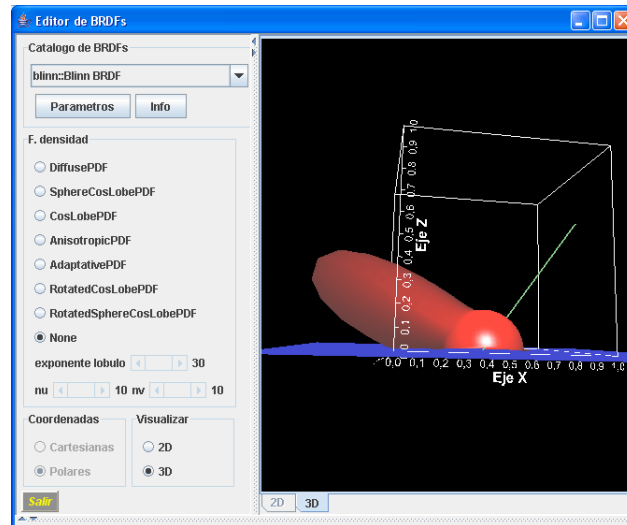 Editor de BRDFs
Catalogo de BRDFs
blinn::Blinn BRDF
Parametros Info
F. densidad
DiffusePDF
SphereCosLobePDF
CosLobePDF
AnisotropicPDF
AdaptativePDF
RotatedCosLobePDF
RotatedSphereCosLobePDF
None
exponente lobulo 30
nu 10 nv 10
Coordenadas Visualizar
Cartesianas 2D
Polares 3D
Salir
1,0
0,9
0,8
0,7
0,6
0,5
0,4
0,3
0,2
0,1
0
Eje Z
0,0 0,1 0,2 0,3 0,4 0,5 0,6 0,7 0,8 0,9 1,0
Eje X
2D 3D